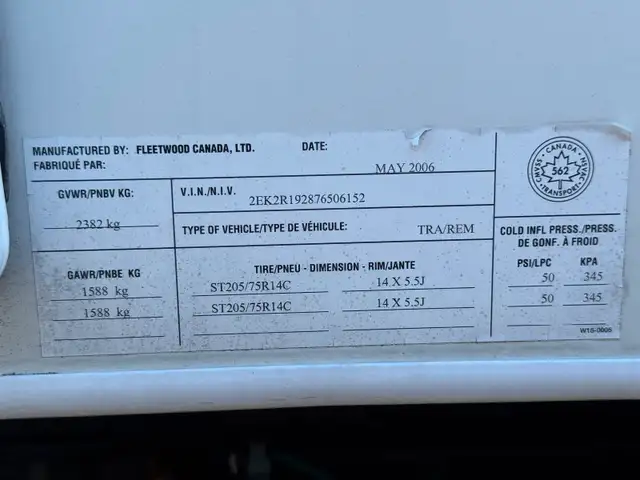 MANUFACTURED BY: FLEETWOOD CANADA, LTD. DATE:
FABRIQUÉ PAR: MAY 2006
GVWR/PNBV KG:
2382 kg
V.I.N./N.I.V.
2EK2R192876506152
TYPE OF VEHICLE/TYPE DE VÉHICULE: TRA/REM
CANADA
562
TRANSPORT
CMVSS
NSVAC
GAWR/PNBE KG
1588 kg
1588 kg
TIRE/PNEU - DIMENSION - RIM/JANTE
ST205/75R14C 14 X 5.5J
ST205/75R14C 14 X 5.5J
COLD INFL PRESS./PRESS.
DE GONF. À FROID
PSI/LPC KPA
50 345
50 345
W1S-0005